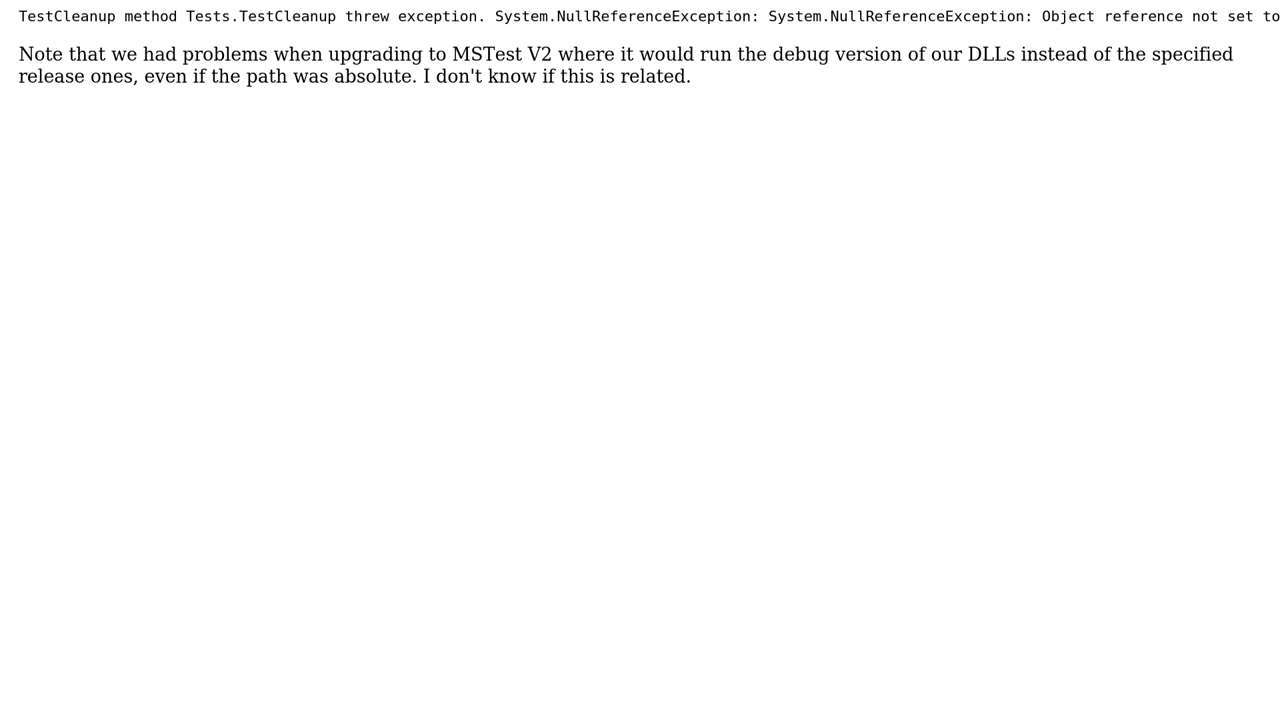 TestCleanup method Tests.TestCleanup threw exception. System.NullReferenceException: System.NullReferenceException: Object reference not set to
Note that we had problems when upgrading to MSTest V2 where it would run the debug version of our DLLs instead of the specified
release ones, even if the path was absolute. I don't know if this is related.